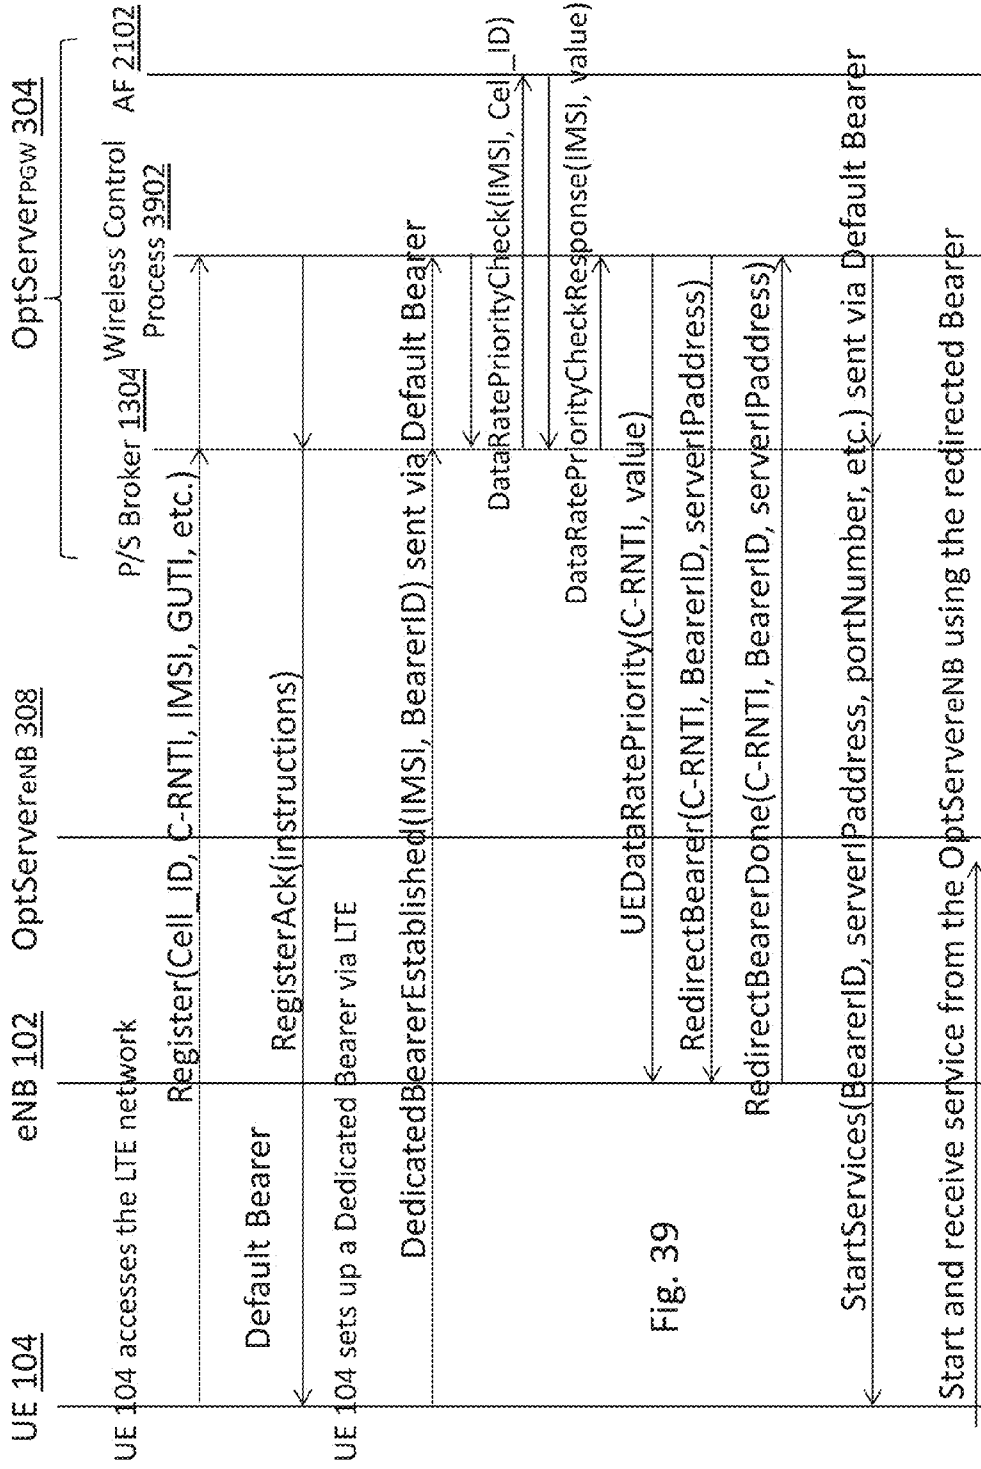 UE 104
eNB 102
OptServereNB 308
OptServerPGW 304
P/S Broker 1304
Wireless Control
Process 3902
AF 2102
UE 104 accesses the LTE network
Register(Cell_ID, C-RNTI, IMSI, GUTI, etc.)
Default Bearer
RegisterAck(instructions)
UE 104 sets up a Dedicated Bearer via LTE
DedicatedBearerEstablished(IMSI, BearerID) sent via Default Bearer
DataRatePriorityCheck(IMSI, Cel_ID)
DataRatePriorityCheckResponse(IMSI, value)
UEDataRatePriority(C-RNTI, value)
RedirectBearer(C-RNTI, BearerID, serverIPaddress)
RedirectBearerDone(C-RNTI, BearerID, serverIPaddress)
StartServices(BearerID, serverIPaddress, portNumber, etc.) sent via Default Bearer
Start and receive service from the OptServereNB using the redirected Bearer
Fig. 39